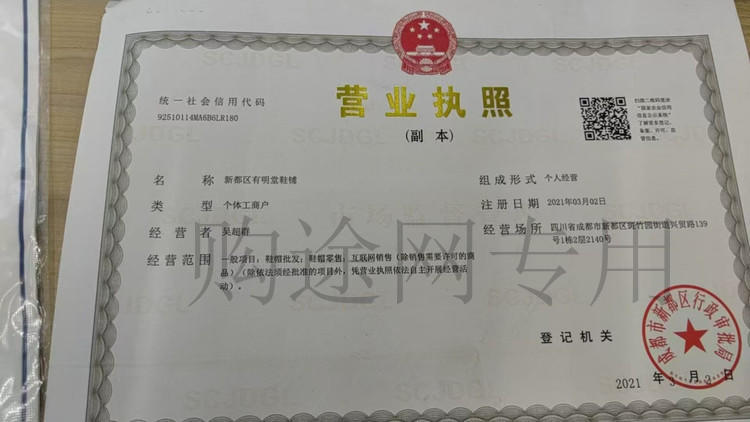 营业执照
(副 本)
统一社会信用代码
92510114MA6B6LR180
扫描二维码登录
"国家企业信用
信息公示系统"
了解更多登记、
备案、许可、监
管信息。
名 称 新都区有明堂鞋铺
类 型 个体工商户
经 营 者 吴超群
经 营 范 围 一般项目：鞋帽批发；鞋帽零售；互联网销售（除销售需要许可的商
品）（除依法须经批准的项目外，凭营业执照依法自主开展经营活
动）。
组 成 形 式 个人经营
注 册 日 期 2021年03月02日
经 营 场 所 四川省成都市新都区斑竹园街道兴贸路139
号1栋2层2140号
购途网专用
登 记 机 关
成都市新都区行政审批局
2021 年 3 月 2 日
SCJDGL